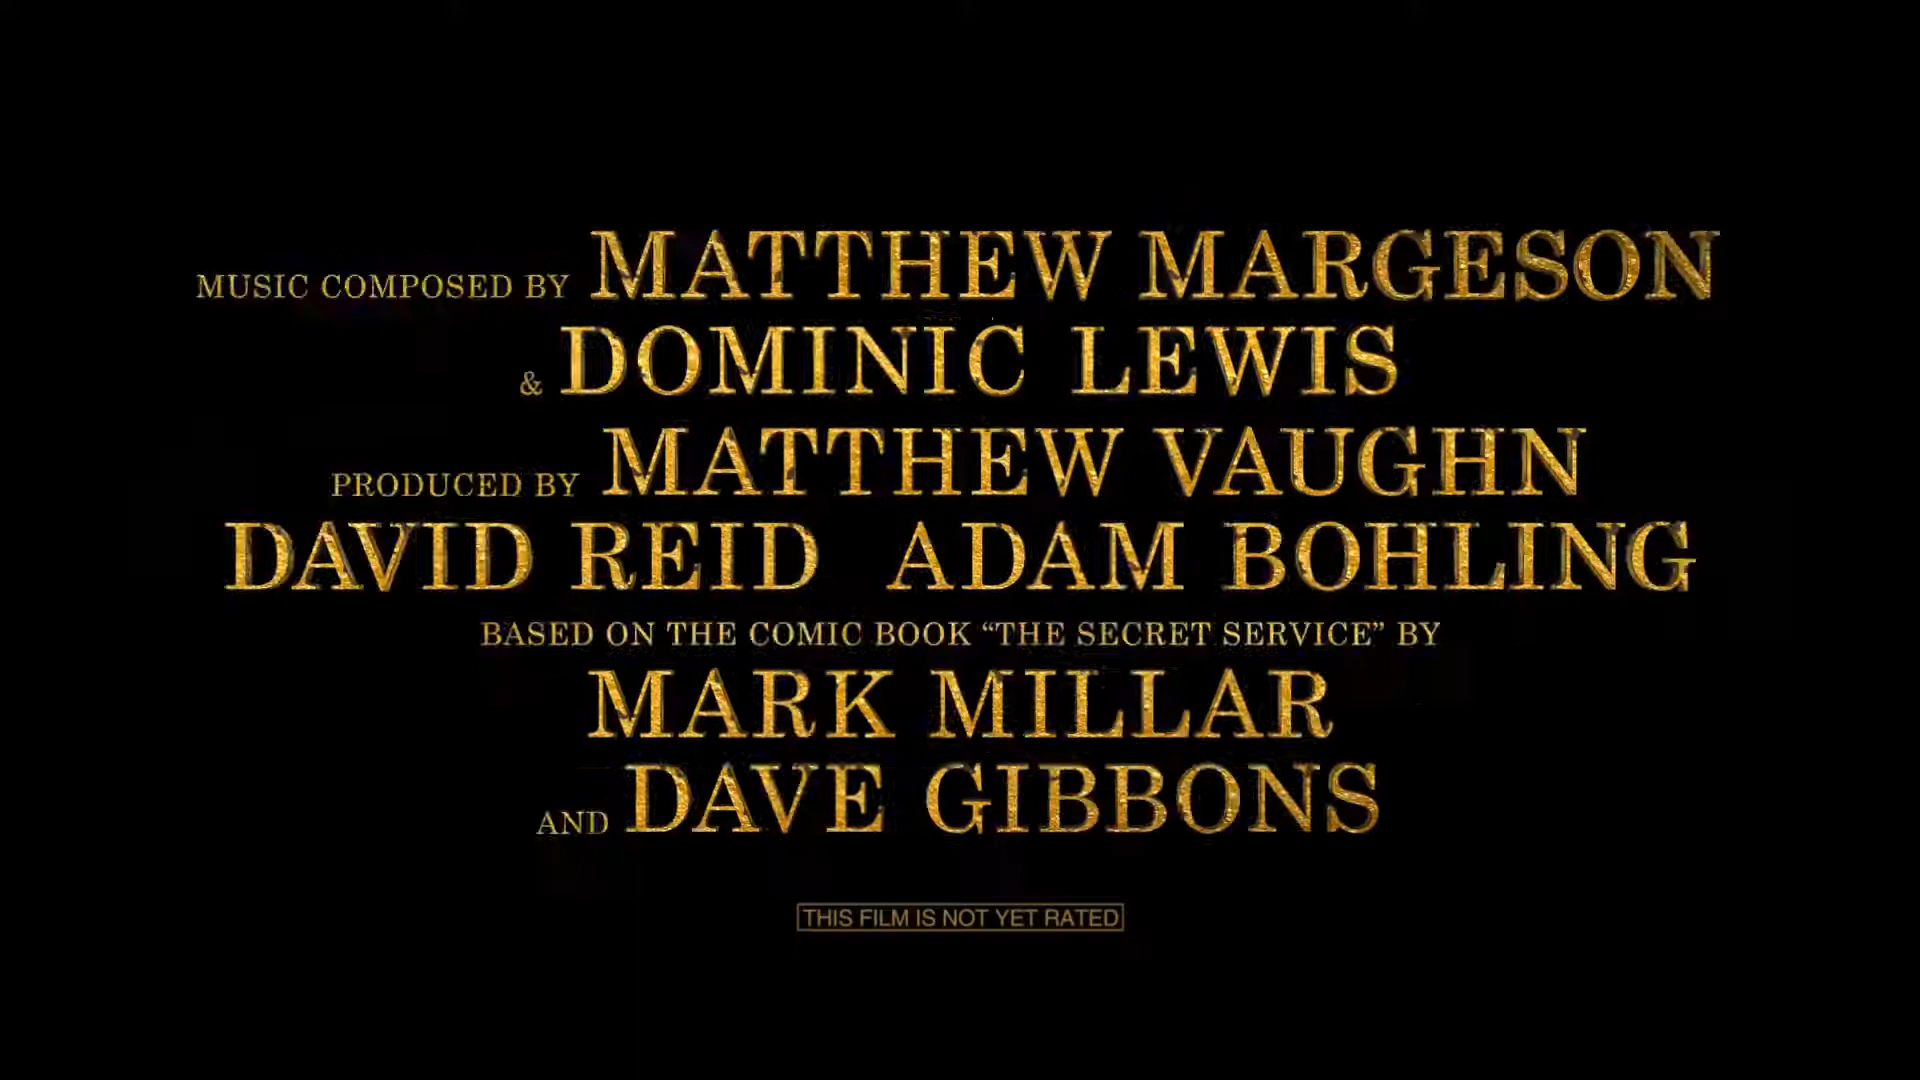 MUSIC COMPOSED BY MATTHEW MARGESON
& DOMINIC LEWIS
PRODUCED BY MATTHEW VAUGHN
DAVID REID ADAM BOHLING
BASED ON THE COMIC BOOK “THE SECRET SERVICE” BY
MARK MILLAR
AND DAVE GIBBONS
THIS FILM IS NOT YET RATED